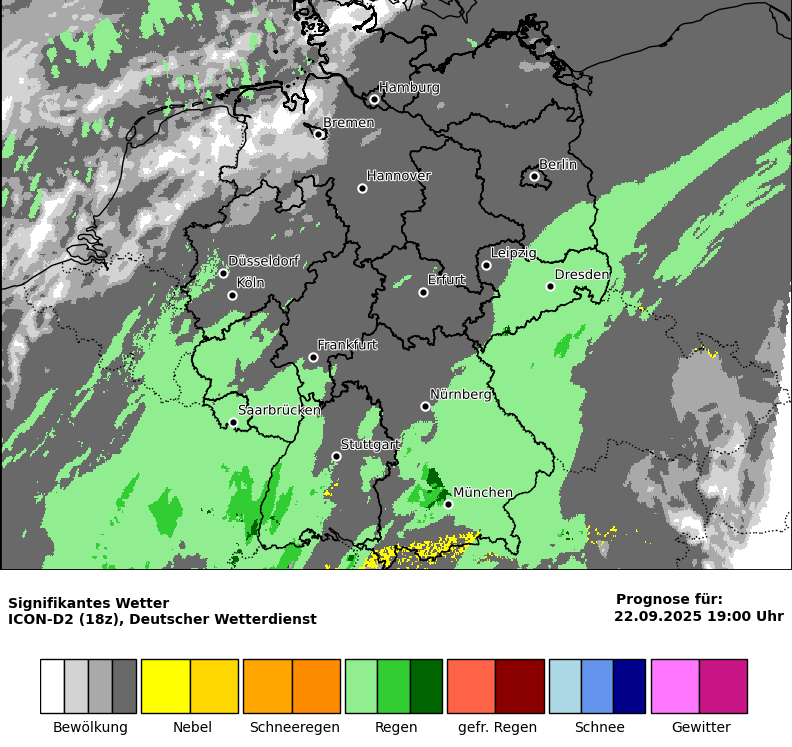 Hamburg
Bremen
Berlin
Hannover
Leipzig
Düsseldorf
Dresden
Köln
Erfurt
Frankfurt
Nürnberg
Saarbrücken
Stuttgart
München
Signifikantes Wetter
ICON-D2 (18z), Deutscher Wetterdienst
Prognose für:
22.09.2025 19:00 Uhr
Bewölkung
Nebel
Schneeregen
Regen
gefr. Regen
Schnee
Gewitter